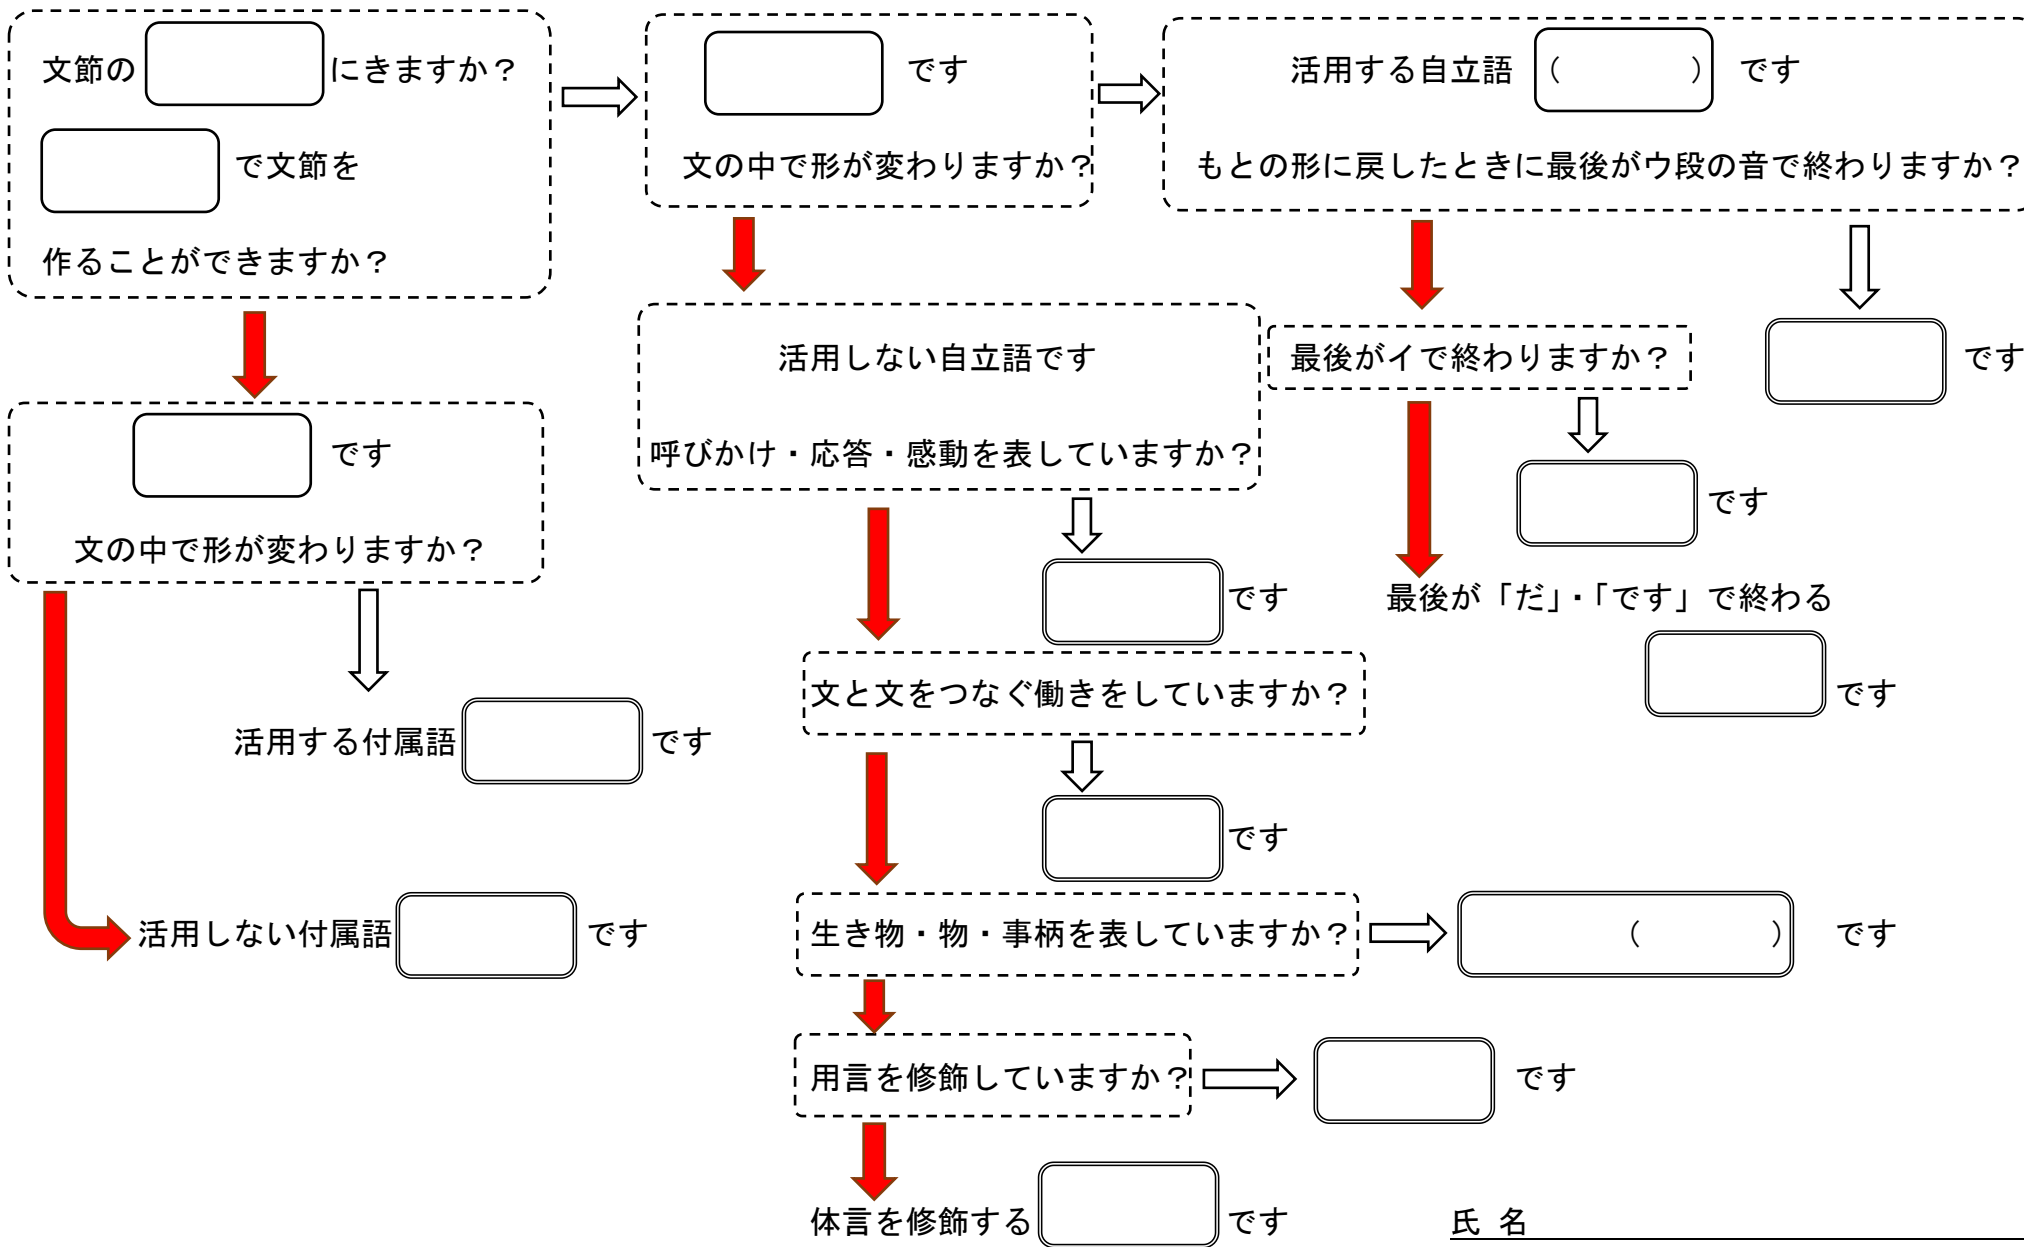 文節の にきますか？
で文節を
作ることができますか？
です
文の中で形が変わりますか？
活用する自立語 （ ） です
もとの形に戻したときに最後がウ段の音で終わりますか？
です
文の中で形が変わりますか？
活用する付属語 です
活用しない付属語 です
活用しない自立語です
呼びかけ・応答・感動を表していますか？
です
文と文をつなぐ働きをしていますか？
です
生き物・物・事柄を表していますか？
（ ） です
用言を修飾していますか？
です
体言を修飾する です
最後がイで終わりますか？
です
です
最後が「だ」・「です」で終わる
です
氏 名